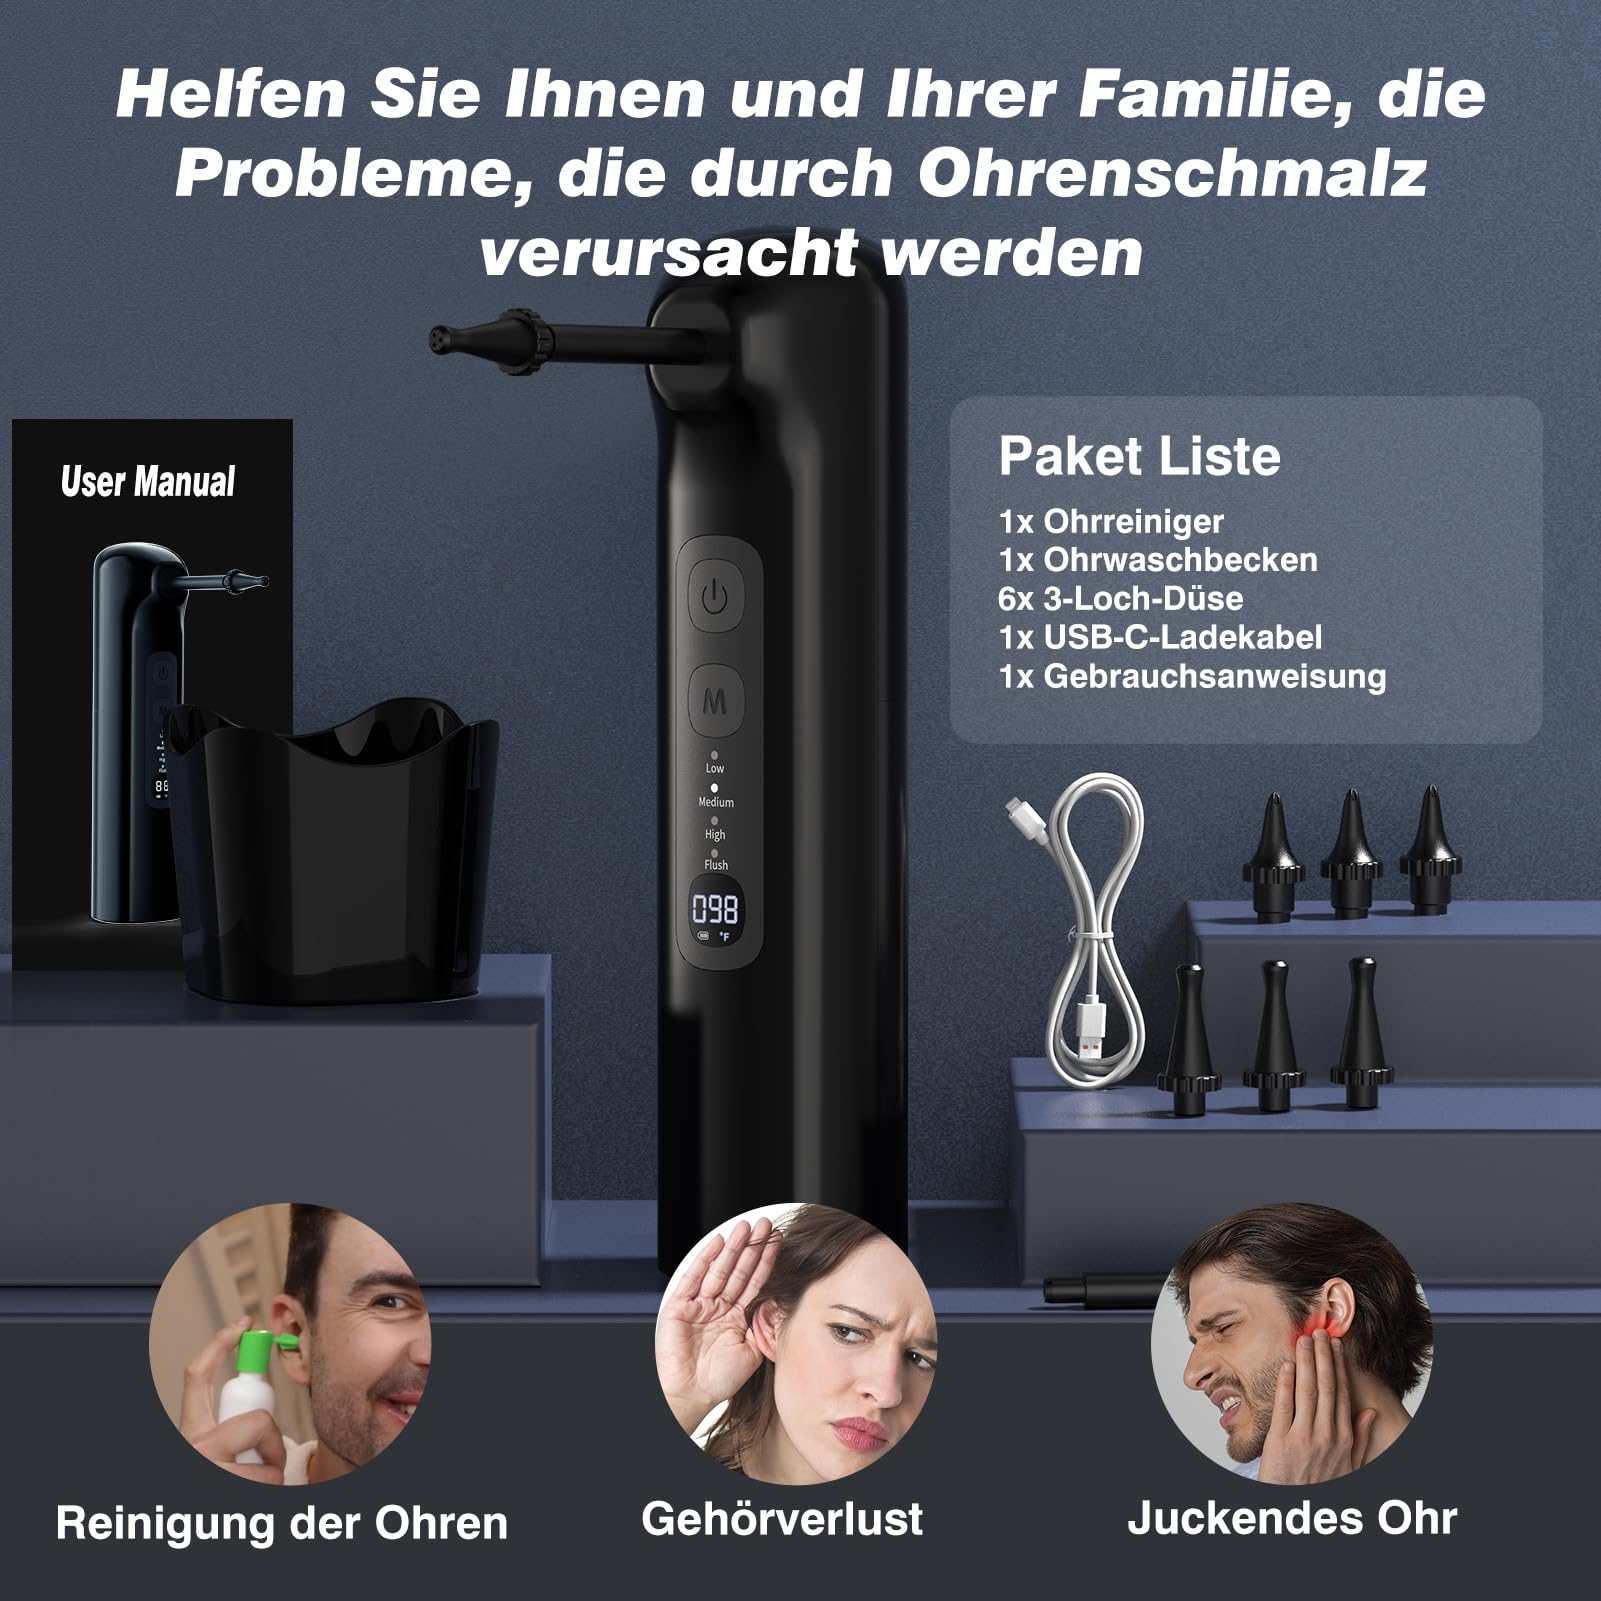 Helfen Sie Ihnen und Ihrer Familie, die
Probleme, die durch Ohrenschmalz
verursacht werden
User Manual
Paket Liste
1x Ohrreiniger
1x Ohrwaschbecken
6x 3-Loch-Düse
1x USB-C-Ladekabel
1x Gebrauchsanweisung
M
Low
Medium
High
Flush
098
°F
M
Reinigung der Ohren
Gehörverlust
Juckendes Ohr